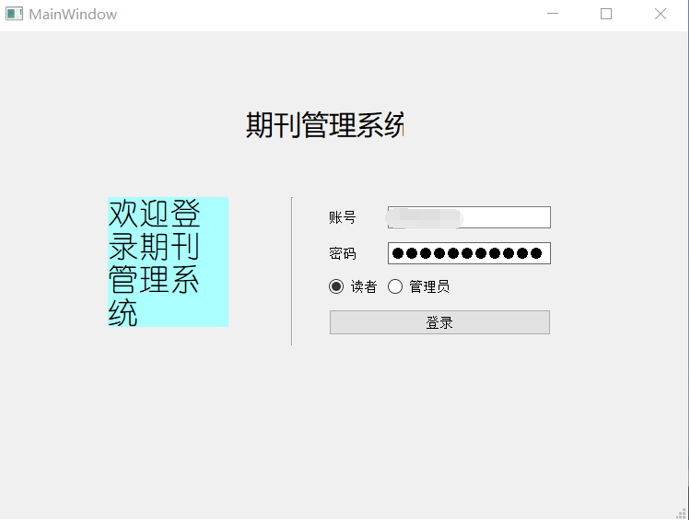 MainWindow
期刊管理系统
欢迎登
录期刊
管理系
统
账号
密码
读者 管理员
登录